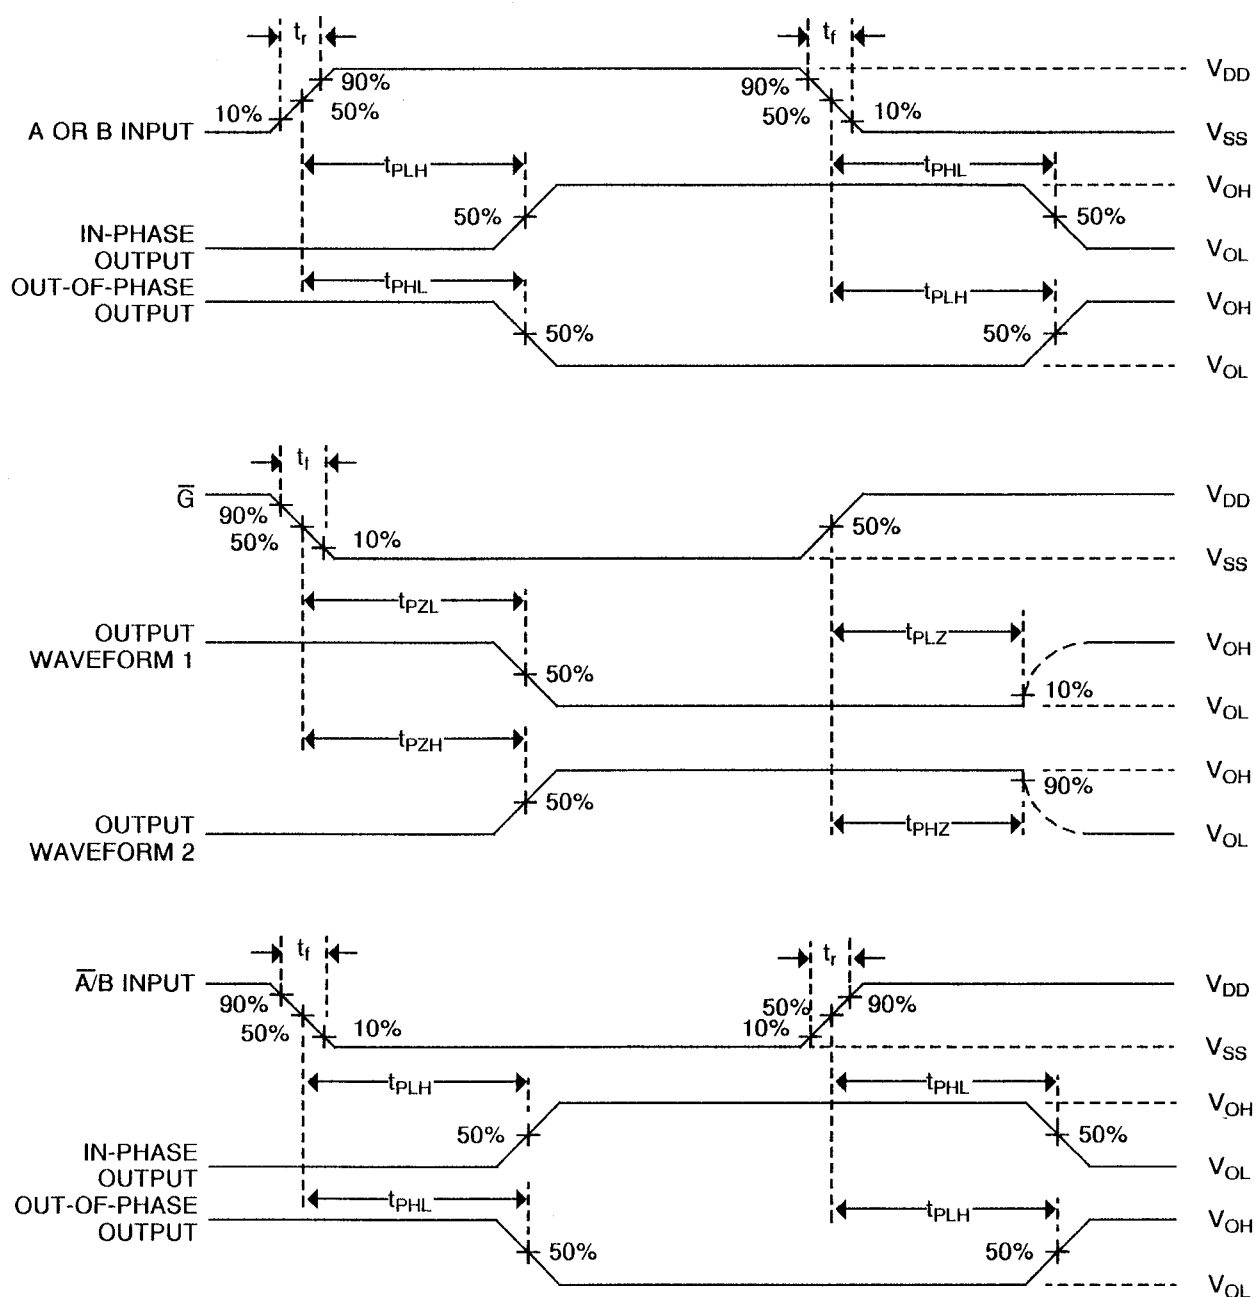 t_r t_f
90% 90% V_DD
10% 50% 50% 10%
A OR B INPUT V_SS
t_PLH t_PHL
V_OH
50% 50%
IN-PHASE
OUTPUT V_OL
OUT-OF-PHASE t_PHL t_PLH V_OH
OUTPUT
50% 50%
V_OL
t_f
G̅ V_DD
90% 50%
50% 10%
V_SS
t_PZL
OUTPUT t_PLZ V_OH
WAVEFORM 1
50% 10%
V_OL
t_PZH
V_OH
50% 90%
OUTPUT t_PHZ V_OL
WAVEFORM 2
t_f t_r
A̅/B INPUT V_DD
90% 50% 90%
50% 10% 10%
V_SS
t_PLH t_PHL
V_OH
50% 50%
IN-PHASE
OUTPUT V_OL
OUT-OF-PHASE t_PHL t_PLH
OUTPUT V_OH
50% 50%
V_OL